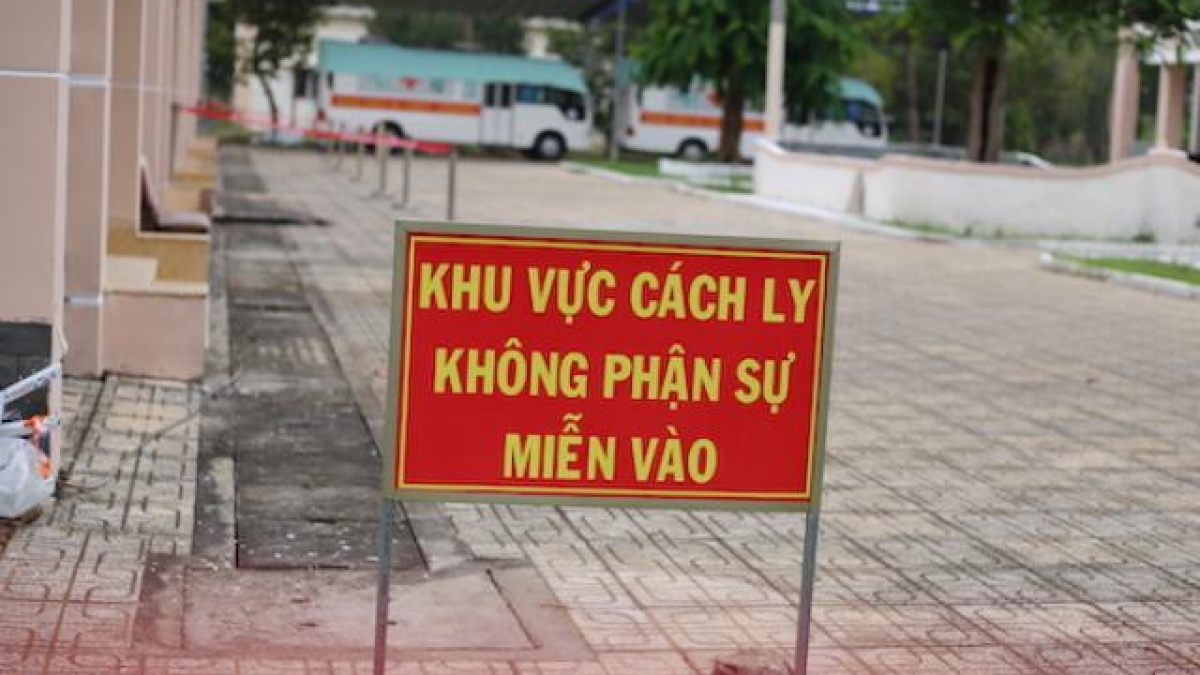 KHU VỰC CÁCH LY
KHÔNG PHẬN SỰ
MIỄN VÀO